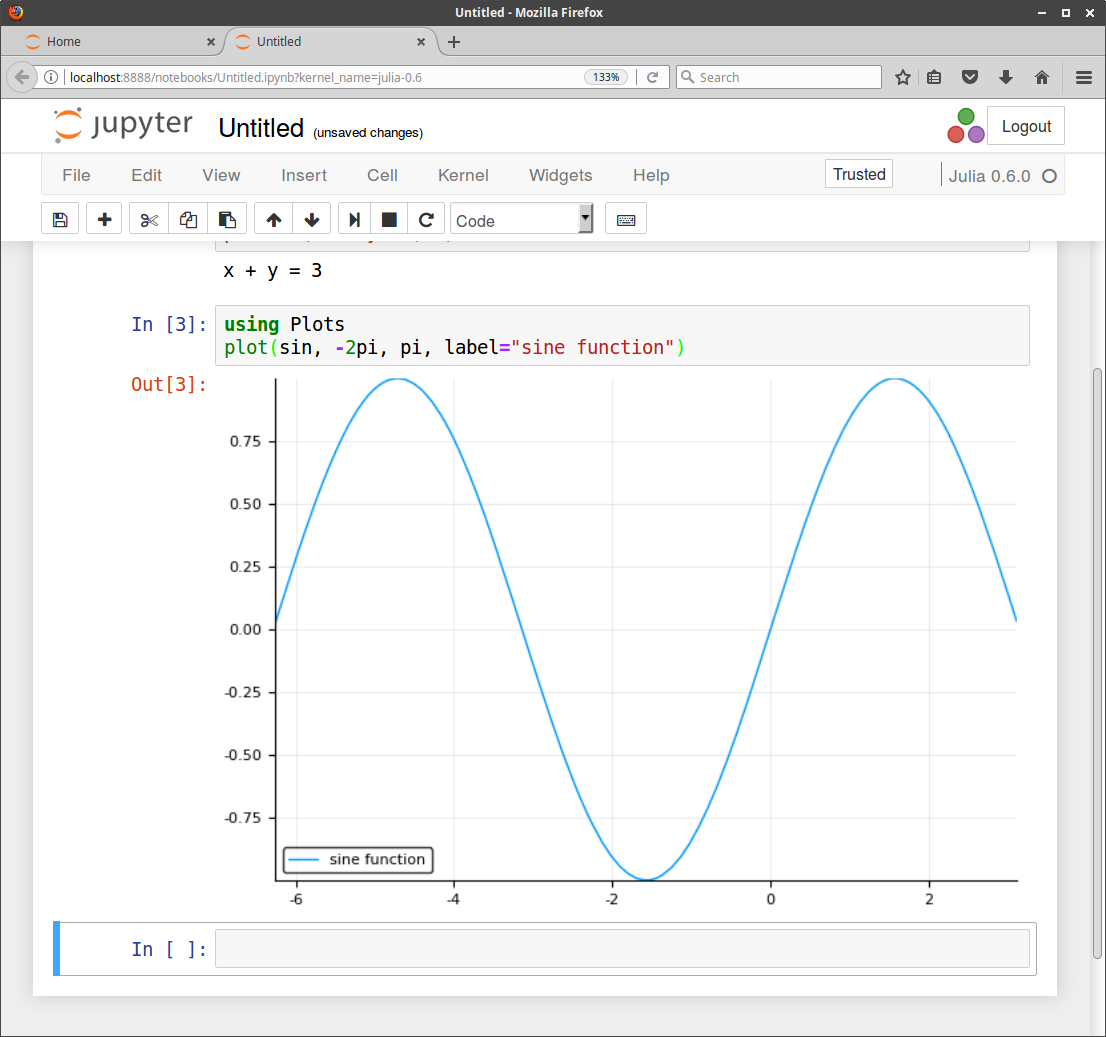 Untitled - Mozilla Firefox
Home Untitled
localhost:8888/notebooks/Untitled.ipynb?kernel_name=julia-0.6 133% Search
jupyter Untitled (unsaved changes) Logout
File Edit View Insert Cell Kernel Widgets Help Trusted Julia 0.6.0
Code
x + y = 3
In [3]: using Plots
plot(sin, -2pi, pi, label="sine function")
Out[3]:
0.75
0.50
0.25
0.00
-0.25
-0.50
-0.75
sine function
-6 -4 -2 0 2
In [ ]: